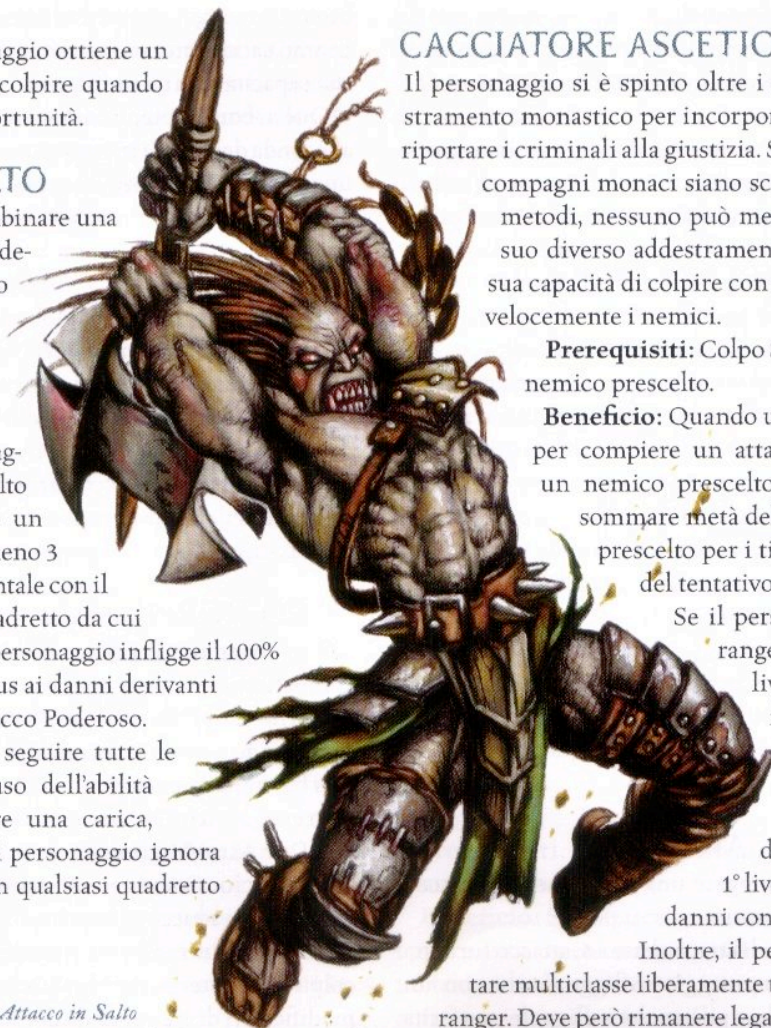 aggio ottiene un
colpire quando
ortunità.
TO
binare una
de-
o
g-
lto
un
eno 3
ntale con il
adretto da cui
ersonaggio infligge il 100%
us ai danni derivanti
cco Poderoso.
seguire tutte le
so dell'abilità
re una carica,
personaggio ignora
n qualsiasi quadretto
Attacco in Salto
CACCIATORE ASCETIC
Il personaggio si è spinto oltre i
stramento monastico per incorpor
riportare i criminali alla giustizia. S
compagni monaci siano sc
metodi, nessuno può me
suo diverso addestramen
sua capacità di colpire con
velocemente i nemici.
Prerequisiti: Colpo
nemico prescelto.
Beneficio: Quando u
per compiere un atta
un nemico prescelto
sommare metà de
prescelto per i ti
del tentativo
Se il pers
range
liv
d
1° liv
danni con
Inoltre, il pe
tare multiclasse liberamente
ranger. Deve però rimanere lega